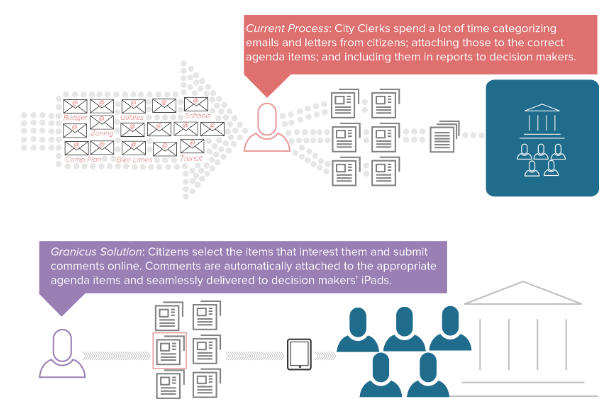 Current Process: City Clerks spend a lot of time categorizing
emails and letters from citizens; attaching those to the correct
agenda items; and including them in reports to decision makers.
Budget Utilities Schools
Zoning
Comp Plan Bike Lanes Transit
Granicus Solution: Citizens select the items that interest them and submit
comments online. Comments are automatically attached to the appropriate
agenda items and seamlessly delivered to decision makers' iPads.